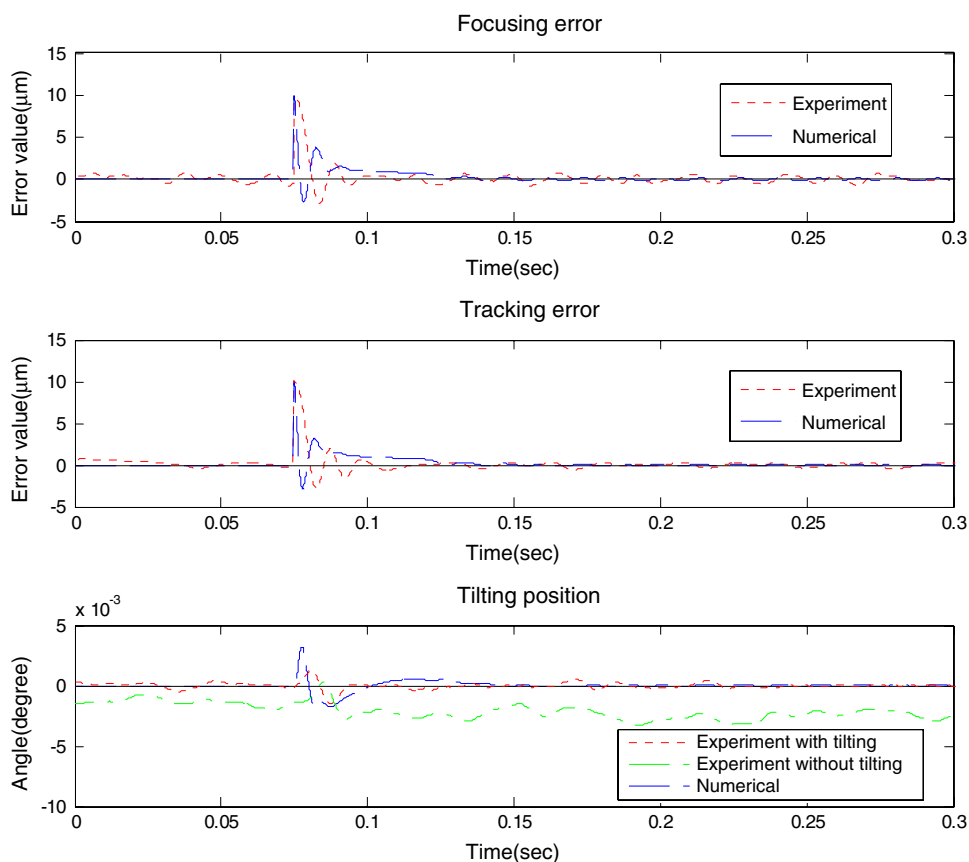 Focusing error
15
10
5
0
-5
Error value(μm)
Experiment
Numerical
0 0.05 0.1 0.15 0.2 0.25 0.3
Time(sec)
Tracking error
15
10
5
0
-5
Error value(μm)
Experiment
Numerical
0 0.05 0.1 0.15 0.2 0.25 0.3
Time(sec)
x 10-3
Tilting position
5
0
-5
-10
Angle(degree)
Experiment with tilting
Experiment without tilting
Numerical
0 0.05 0.1 0.15 0.2 0.25 0.3
Time(sec)